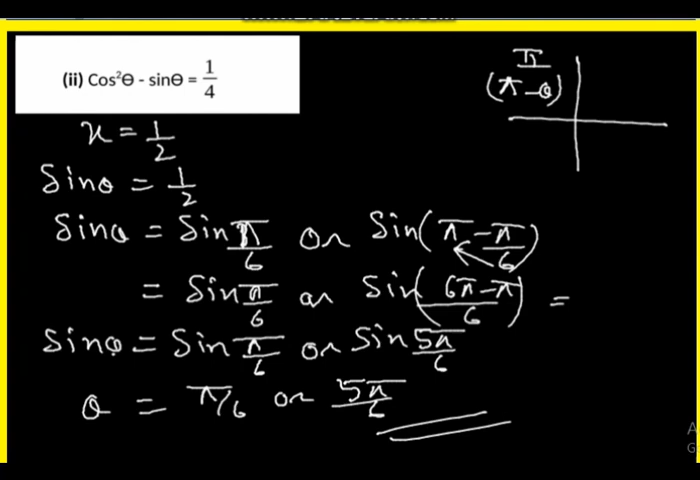 (ii) Cos²Θ - sinΘ = 1/4
II
(π-θ)
x = 1/2
Sinθ = 1/2
Sinθ = Sin π/6 or Sin(π - π/6)
= Sin π/6 or Sin(6π-π/6) =
Sinθ = Sin π/6 or Sin 5π/6
θ = π/6 or 5π/6
A
G